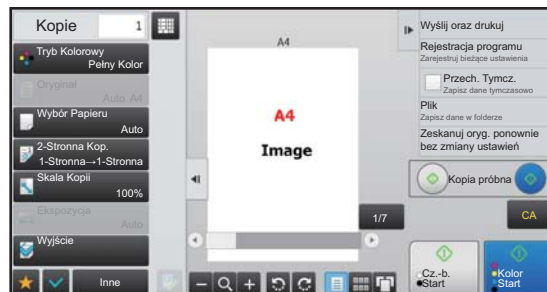 Kopie
1
Tryb Kolorowy
Pełny Kolor
Oryginał
Auto A4
Wybór Papieru
Auto
2-Stronna Kop.
1-Stronna→1-Stronna
Skala Kopii
100%
Ekspozycja
Auto
Wyjście
Inne
A4
A4
Image
1/7
Wyślij oraz drukuj
Rejestracja programu
Zarejestruj bieżące ustawienia
Przech. Tymcz.
Zapisz dane tymczasowo
Plik
Zapisz dane w folderze
Zeskanuj oryg. ponownie
bez zmiany ustawień
Kopia próbna
CA
Cz.-b.
Start
Kolor
Start